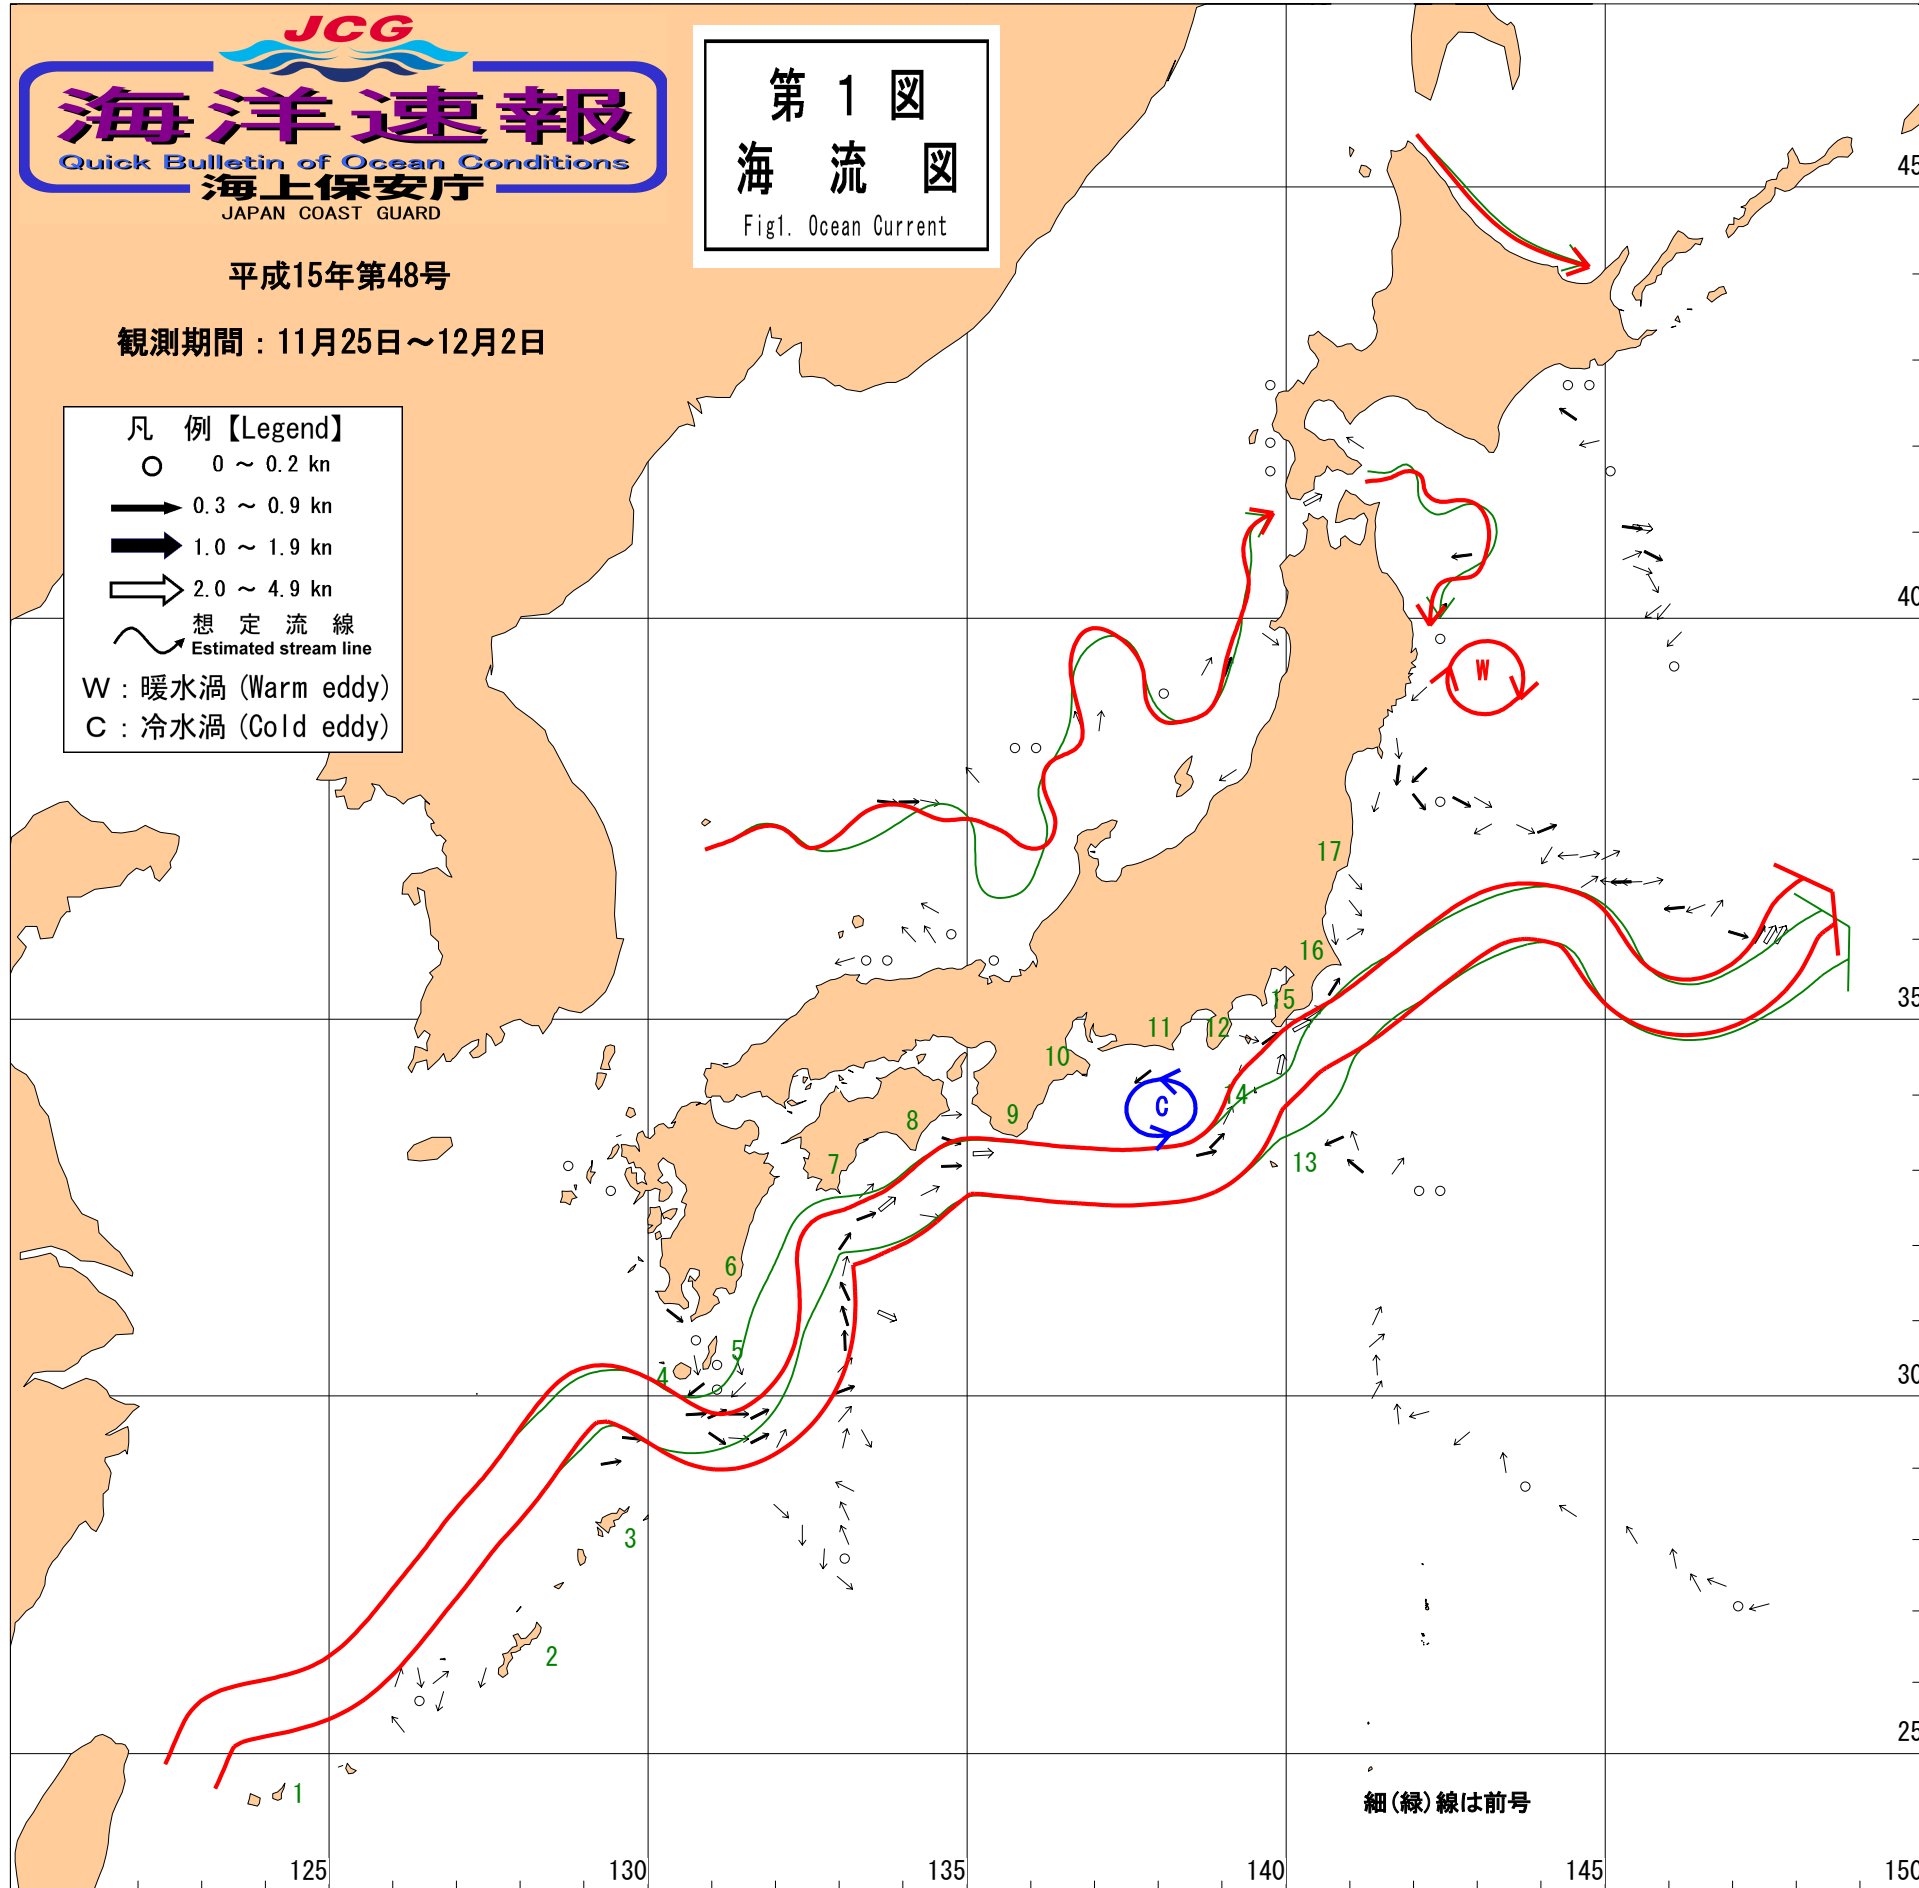 JCG
海洋速報
Quick Bulletin of Ocean Conditions
海上保安庁
JAPAN COAST GUARD
平成15年第48号
観測期間：11月25日～12月2日
第 1 図
海 流 図
Fig1. Ocean Current
凡 例【Legend】
0 ～ 0.2 kn
0.3 ～ 0.9 kn
1.0 ～ 1.9 kn
2.0 ～ 4.9 kn
想 定 流 線
Estimated stream line
W：暖水渦(Warm eddy)
C：冷水渦(Cold eddy)
45
40
W
17
16
35
15
12
11
10
14
C
9
8
13
7
6
5
4
30
3
2
25
1
細(緑)線は前号
125
130
135
140
145
150